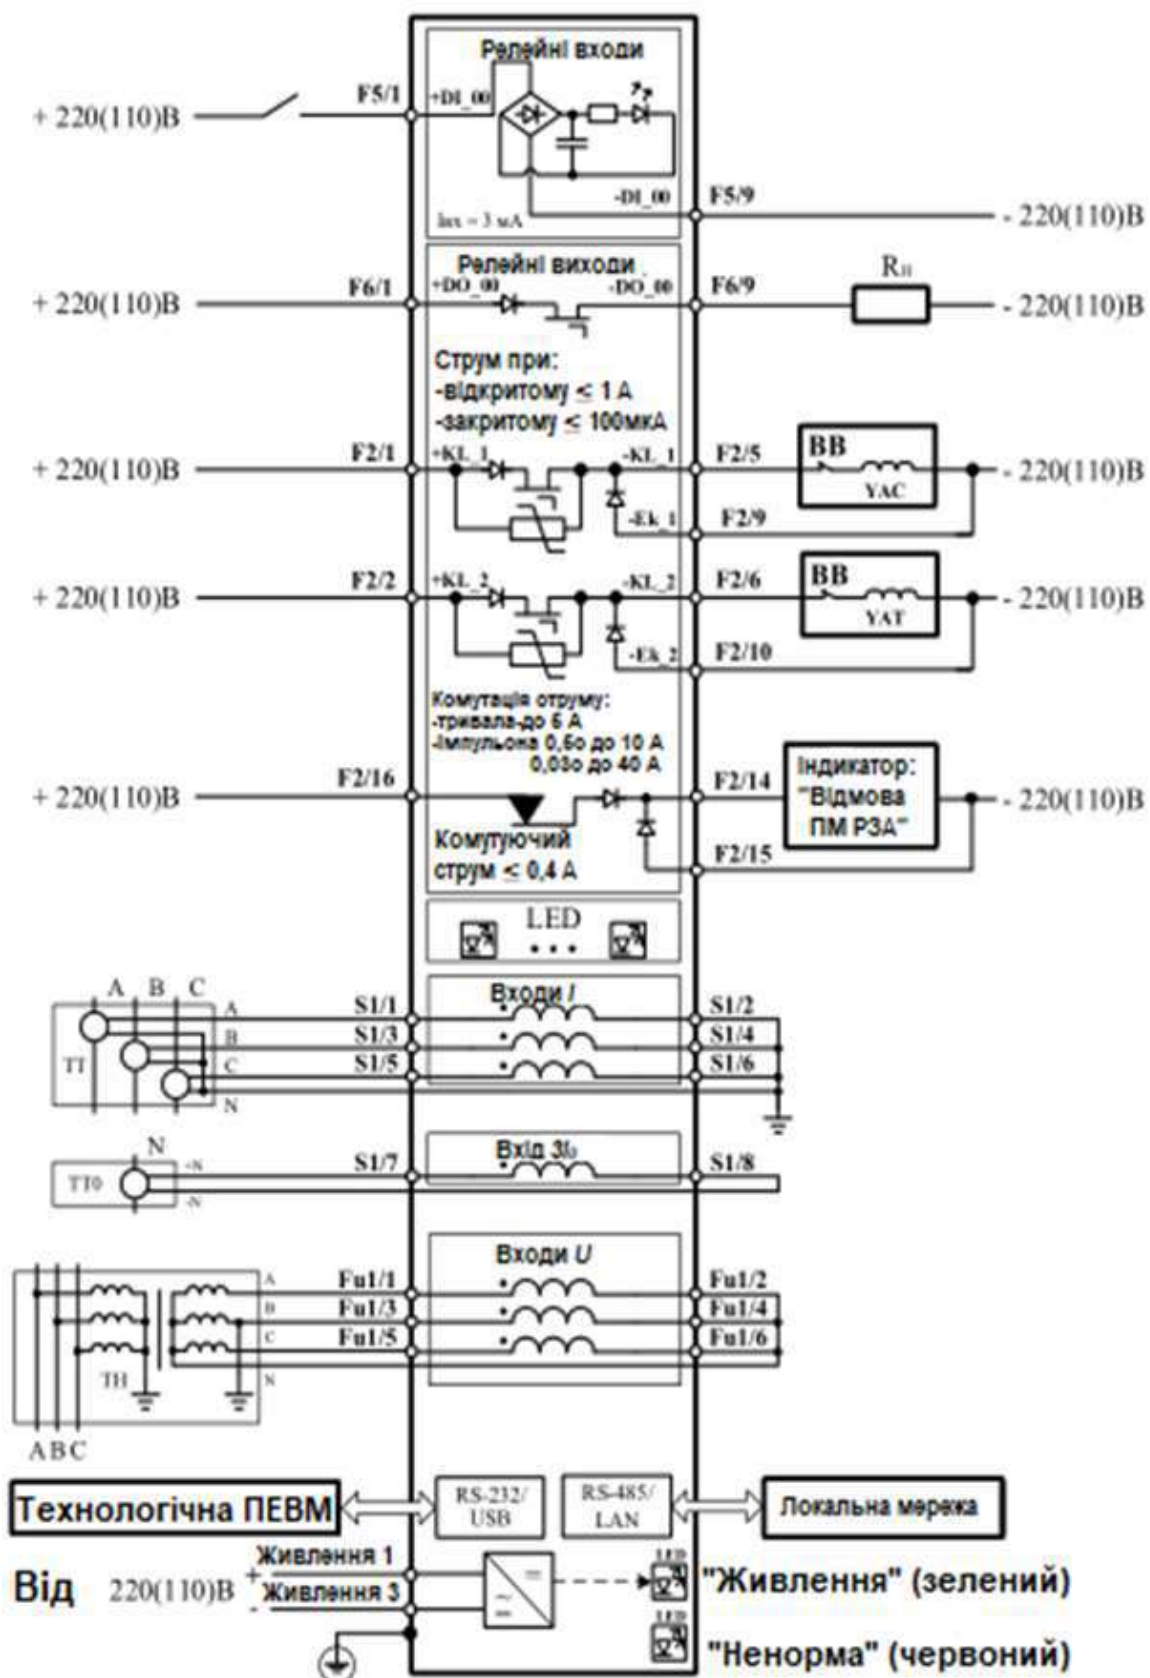 Релейні входи
+ 220(110)В
F5/1
+DI_00
-DI_00
F5/9
Iвх = 3 мА
- 220(110)В
Релейні виходи
+ 220(110)В
F6/1
+DO_00
-DO_00
F6/9
Rн
- 220(110)В
Струм при:
-відкритому ≤ 1 А
-закритому ≤ 100мкА
+ 220(110)В
F2/1
+KL_1
-KL_1
F2/5
ВВ
YAC
- 220(110)В
-Ek_1
F2/9
+ 220(110)В
F2/2
+KL_2
-KL_2
F2/6
ВВ
YAT
- 220(110)В
-Ek_2
F2/10
Комутація отруму:
-тривала-до 5 А
-імпульона 0,5о до 10 А
0,03о до 40 А
+ 220(110)В
F2/16
F2/14
Індикатор:
"Відмова
ПМ РЗА"
- 220(110)В
Комутуючий
струм ≤ 0,4 А
F2/15
LED
A B C
Входи I
ТТ
A
S1/1
S1/2
B
S1/3
S1/4
C
S1/5
S1/6
N
N
Вхід 3I₀
ТТ0
+N
S1/7
S1/8
-N
Входи U
A
Fu1/1
Fu1/2
B
Fu1/3
Fu1/4
C
Fu1/5
Fu1/6
ТН
N
A B C
Технологічна ПЕВМ
RS-232/
USB
RS-485/
LAN
Локальна мережа
Від 220(110)В
+
Живлення 1
-
Живлення 3
LED
"Живлення" (зелений)
LED
"Ненорма" (червоний)